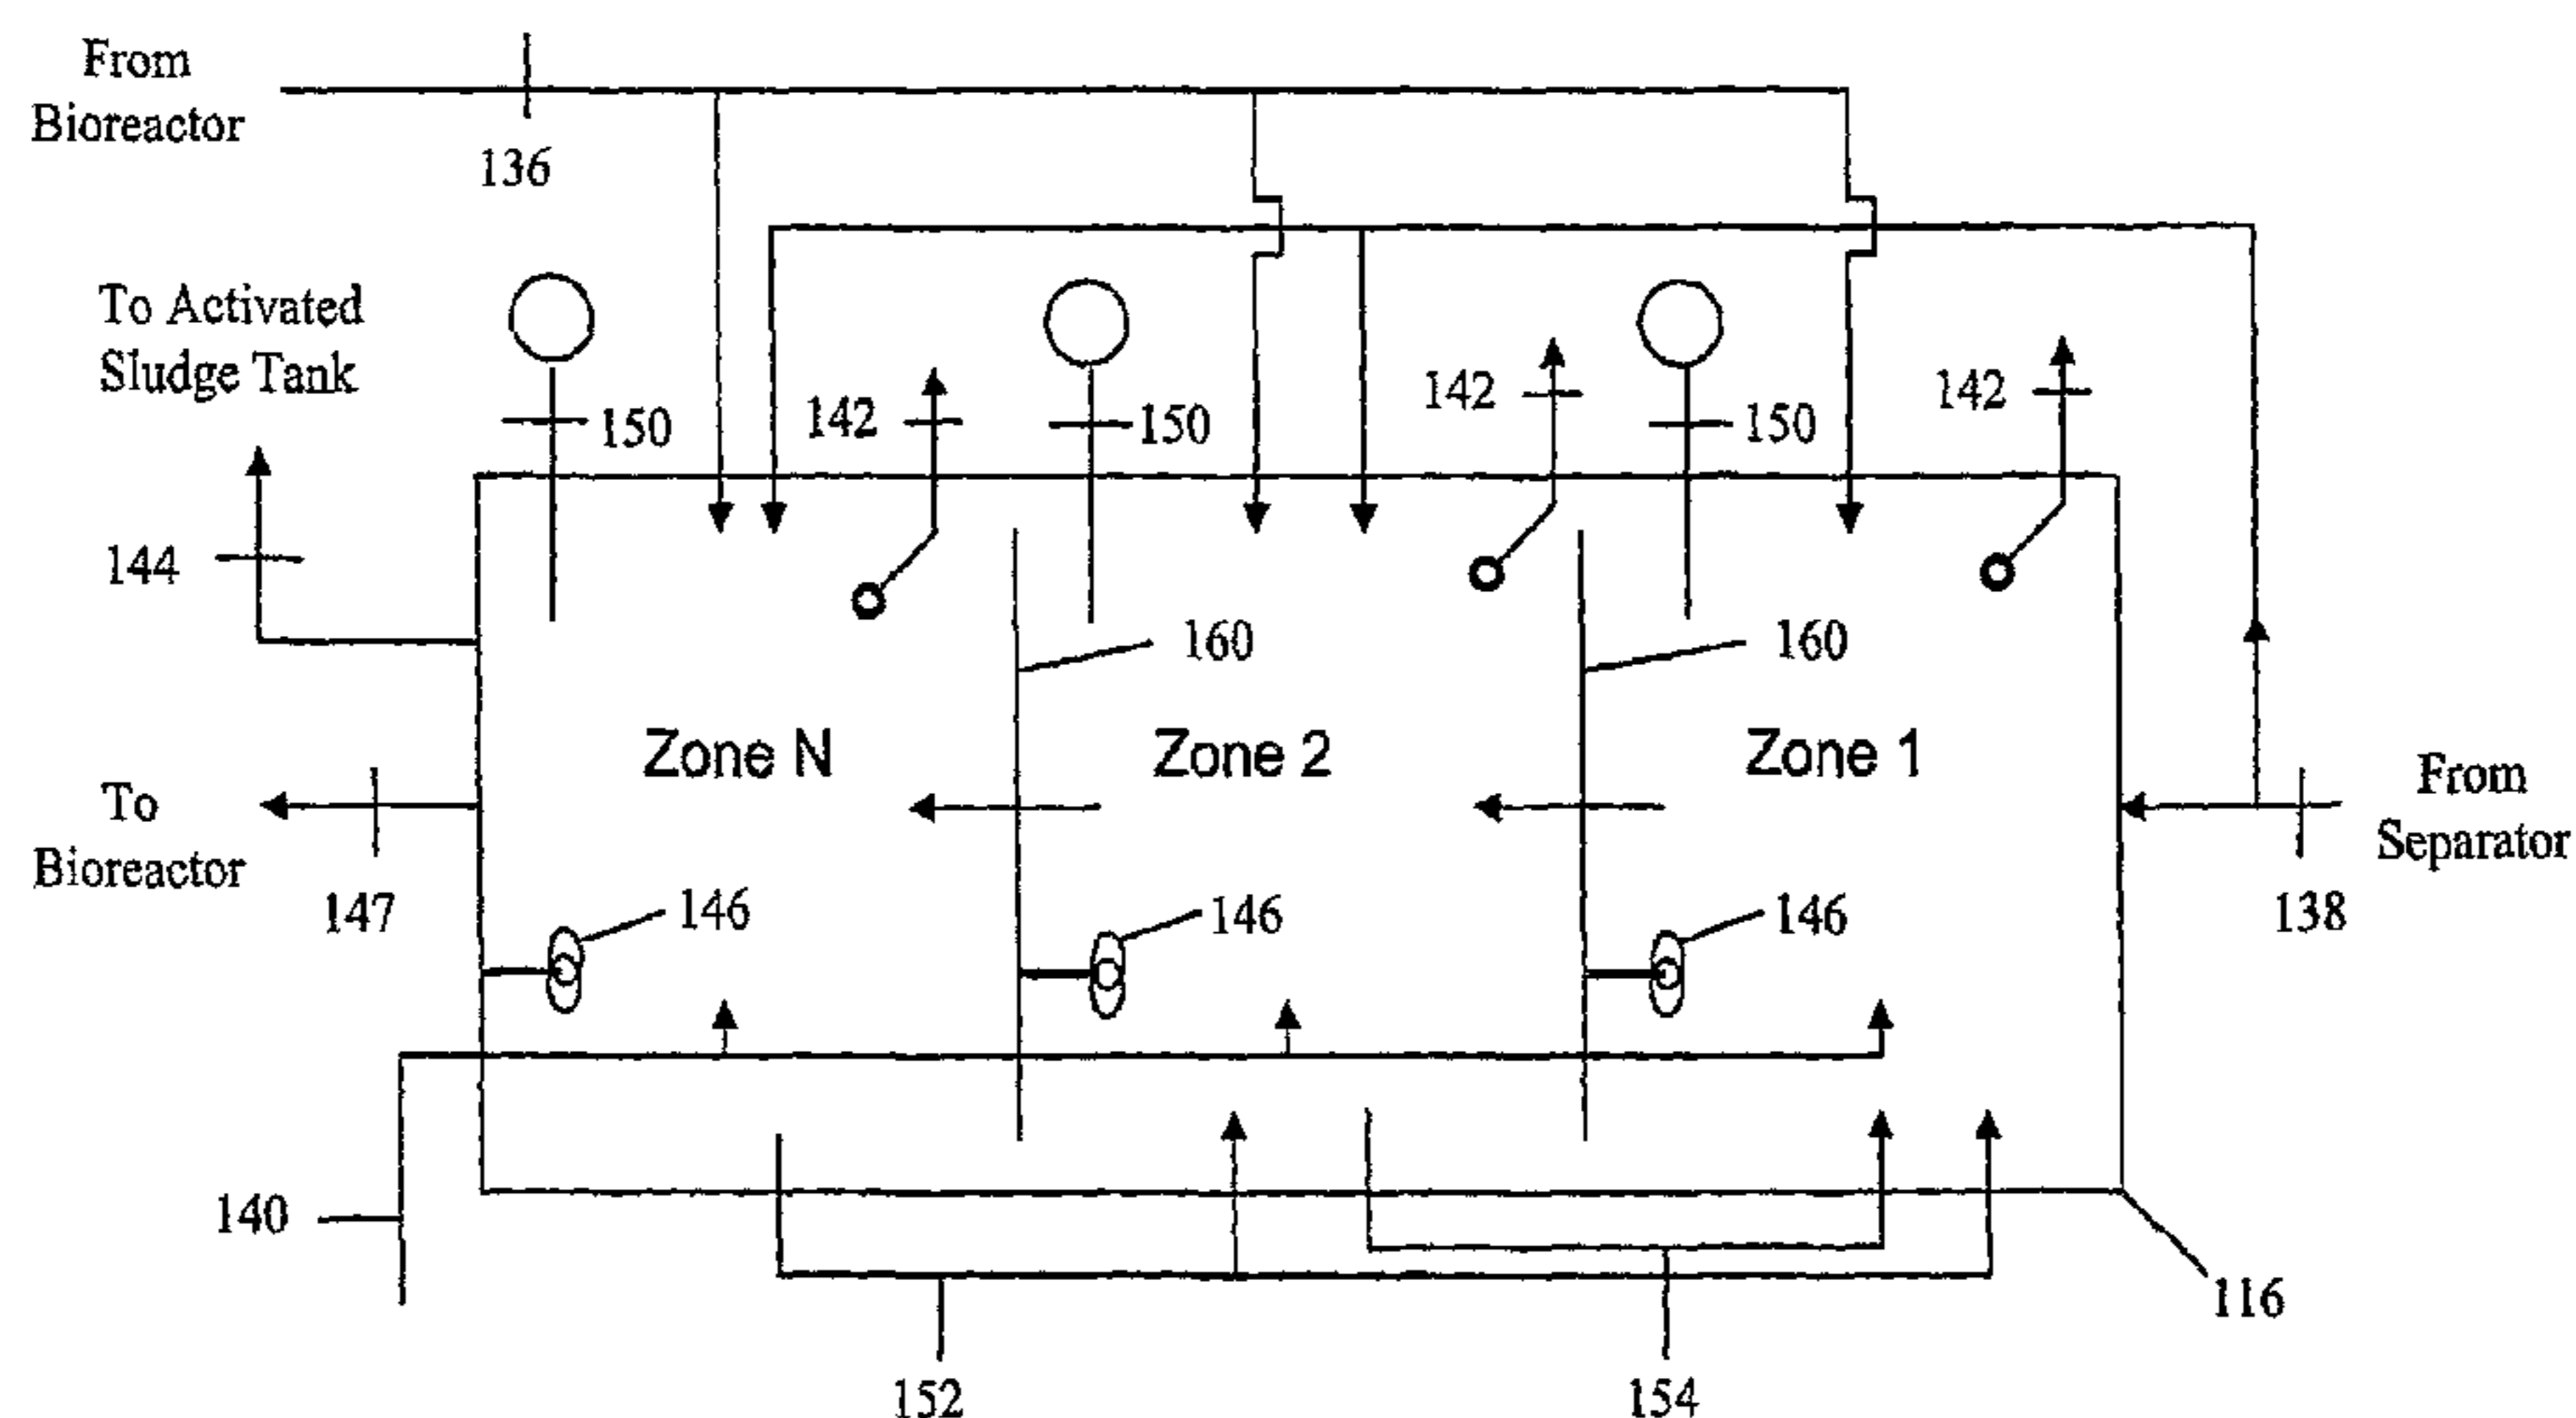 From
Bioreactor
136
To Activated
Sludge Tank
150
142
150
142
150
142
144
160
160
Zone N
Zone 2
Zone 1
To
Bioreactor
147
From
Separator
138
146
146
146
140
116
152
154